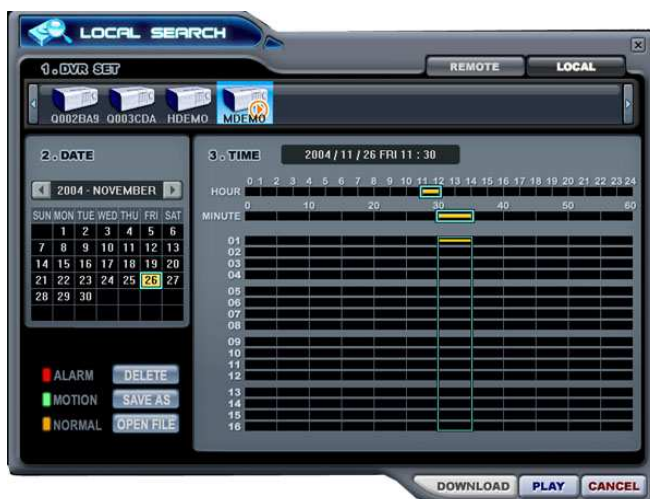 LOCAL SEARCH
1. DVR SET
REMOTE
LOCAL
Q002BA9 Q003CDA HDEMO MDEMO
2. DATE
2004 - NOVEMBER
SUN MON TUE WED THU FRI SAT
1 2 3 4 5 6
7 8 9 10 11 12 13
14 15 16 17 18 19 20
21 22 23 24 25 26 27
28 29 30
ALARM DELETE
MOTION SAVE AS
NORMAL OPEN FILE
3. TIME
2004 / 11 / 26 FRI 11 : 30
0 1 2 3 4 5 6 7 8 9 10 11 12 13 14 15 16 17 18 19 20 21 22 23 24
HOUR
0 10 20 30 40 50 60
MINUTE
01
02
03
04
05
06
07
08
09
10
11
12
13
14
15
16
DOWNLOAD PLAY CANCEL